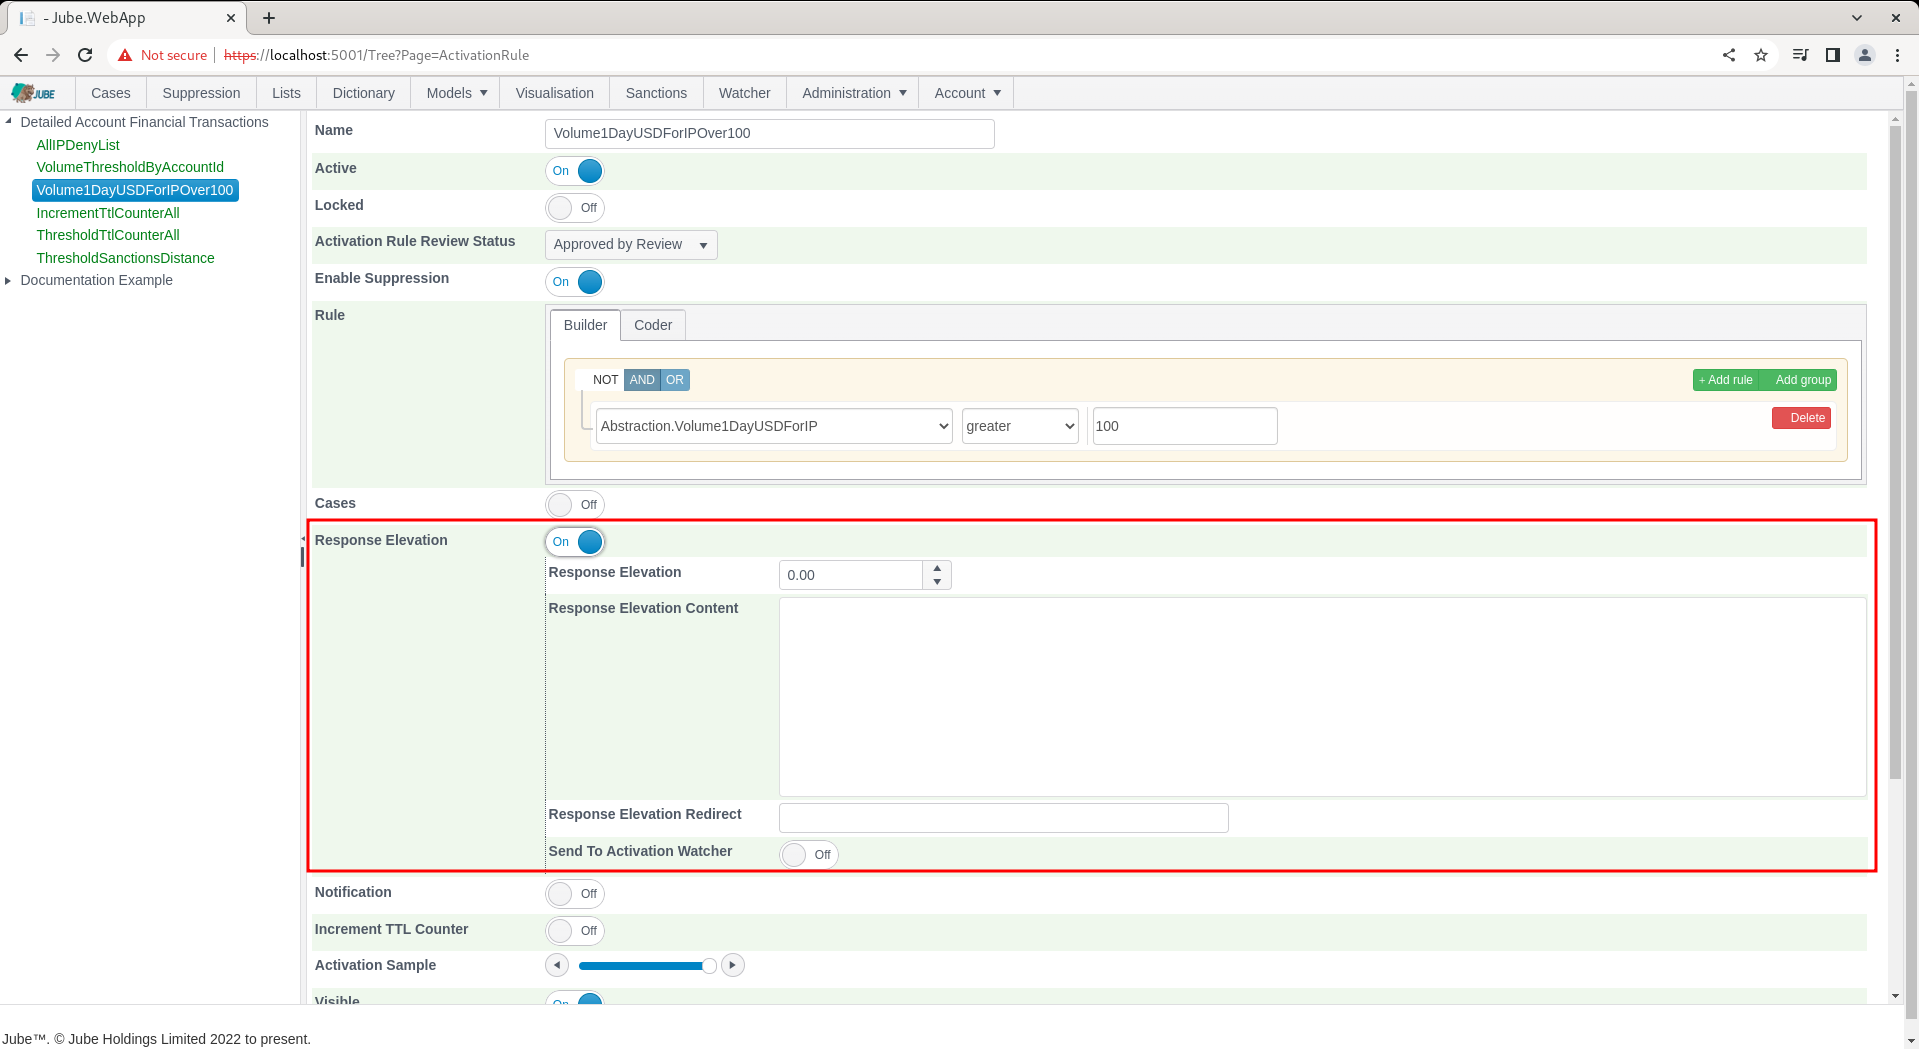 - Jube.WebApp
Not secure https://localhost:5001/Tree?Page=ActivationRule
JUBE Cases Suppression Lists Dictionary Models Visualisation Sanctions Watcher Administration Account
Detailed Account Financial Transactions
AllIPDenyList
VolumeThresholdByAccountId
Volume1DayUSDForIPOver100
IncrementTtlCounterAll
ThresholdTtlCounterAll
ThresholdSanctionsDistance
Documentation Example
Name Volume1DayUSDForIPOver100
Active On
Locked Off
Activation Rule Review Status Approved by Review
Enable Suppression On
Rule Builder Coder
NOT AND OR + Add rule Add group
Abstraction.Volume1DayUSDForIP greater 100 Delete
Cases Off
Response Elevation On
Response Elevation 0.00
Response Elevation Content
Response Elevation Redirect
Send To Activation Watcher Off
Notification Off
Increment TTL Counter Off
Activation Sample
Visible On
Jube™. © Jube Holdings Limited 2022 to present.